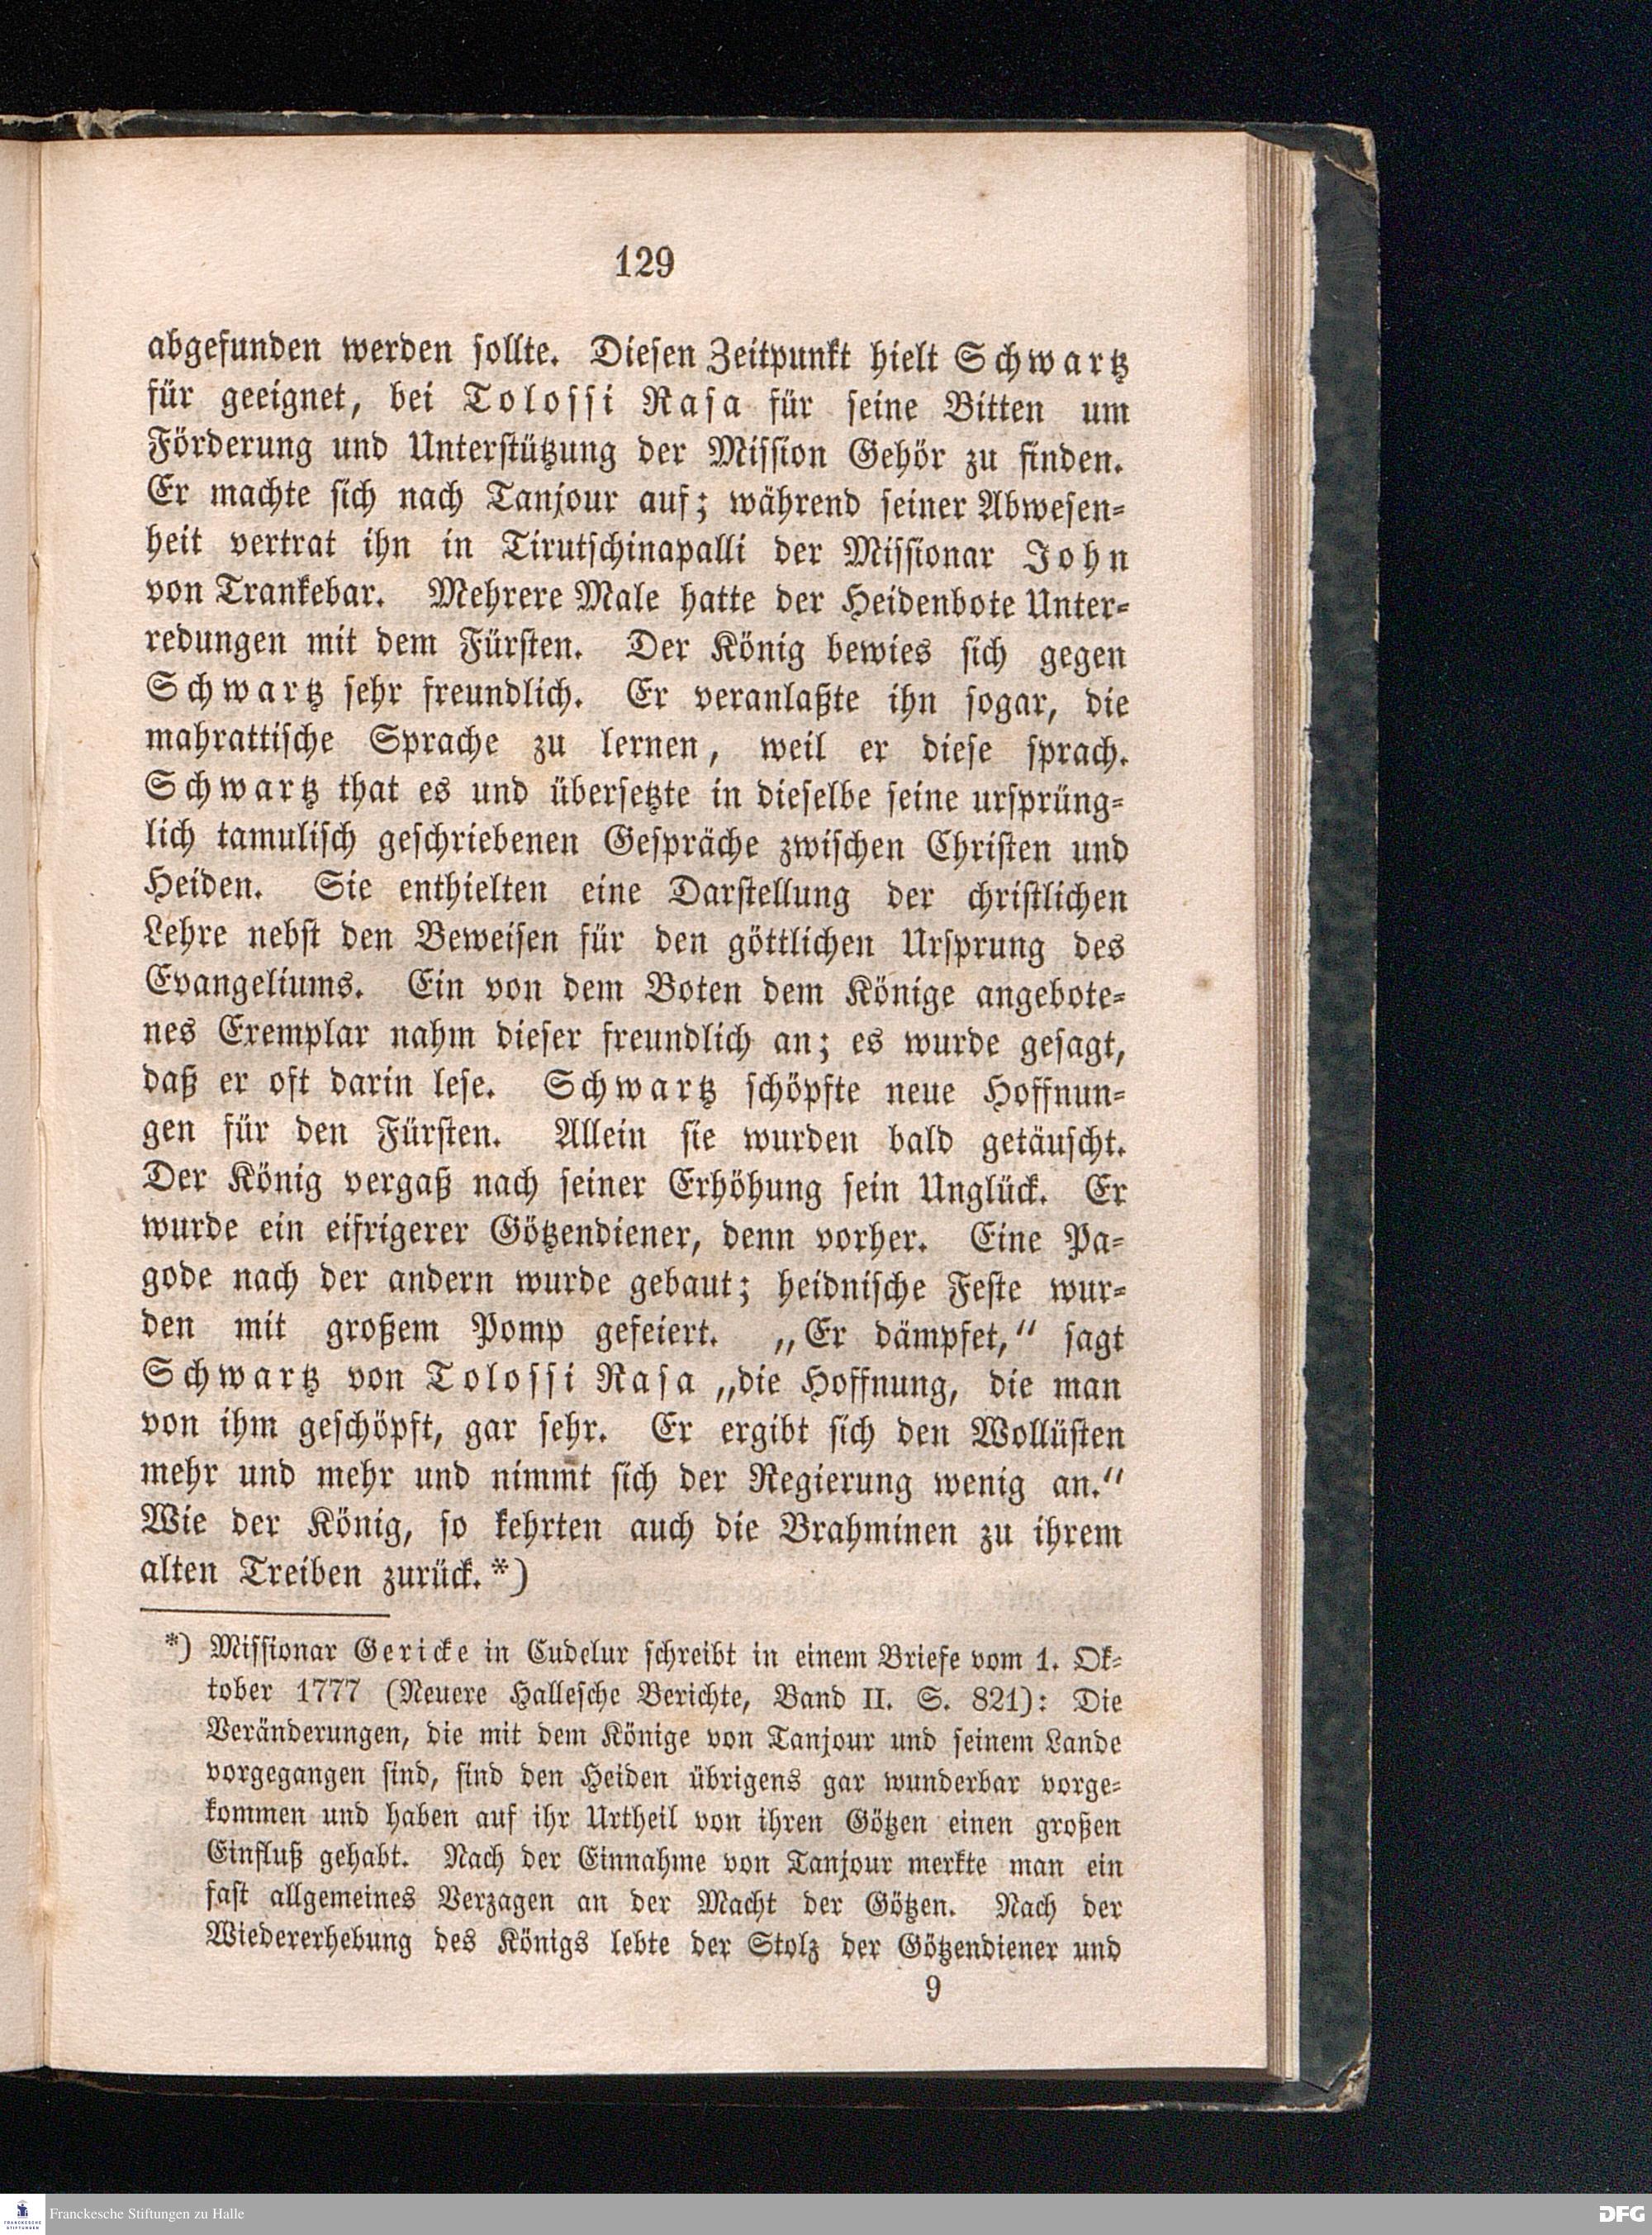 129
abgefunden werden sollte. Diesen Zeitpunkt hielt Schwartz
für geeignet, bei Tolossi Rasa für seine Bitten um
Förderung und Unterstützung der Mission Gehör zu finden.
Er machte sich nach Tanjour auf; während seiner Abwesen-
heit vertrat ihn in Tirutschinapalli der Missionar John
von Trankebar. Mehrere Male hatte der Heidenbote Unter-
redungen mit dem Fürsten. Der König bewies sich gegen
Schwartz sehr freundlich. Er veranlaßte ihn sogar, die
mahrattische Sprache zu lernen, weil er diese sprach.
Schwartz that es und übersetzte in dieselbe seine ursprüng-
lich tamulisch geschriebenen Gespräche zwischen Christen und
Heiden. Sie enthielten eine Darstellung der christlichen
Lehre nebst den Beweisen für den göttlichen Ursprung des
Evangeliums. Ein von dem Boten dem Könige angebote-
nes Exemplar nahm dieser freundlich an; es wurde gesagt,
daß er oft darin lese. Schwartz schöpfte neue Hoffnun-
gen für den Fürsten. Allein sie wurden bald getäuscht.
Der König vergaß nach seiner Erhöhung sein Unglück. Er
wurde ein eifrigerer Götzendiener, denn vorher. Eine Pa-
gode nach der andern wurde gebaut; heidnische Feste wur-
den mit großem Pomp gefeiert. „Er dämpfet,“ sagt
Schwartz von Tolossi Rasa „die Hoffnung, die man
von ihm geschöpft, gar sehr. Er ergibt sich den Wollüsten
mehr und mehr und nimmt sich der Regierung wenig an.“
Wie der König, so kehrten auch die Brahminen zu ihrem
alten Treiben zurück.*)
*) Missionar Gericke in Cudelur schreibt in einem Briefe vom 1. Ok-
tober 1777 (Neuere Hallesche Berichte, Band II. S. 821): Die
Veränderungen, die mit dem Könige von Tanjour und seinem Lande
vorgegangen sind, sind den Heiden übrigens gar wunderbar vorge-
kommen und haben auf ihr Urtheil von ihren Götzen einen großen
Einfluß gehabt. Nach der Einnahme von Tanjour merkte man ein
fast allgemeines Verzagen an der Macht der Götzen. Nach der
Wiedererhebung des Königs lebte der Stolz der Götzendiener und
9
FRANCKESCHE
STIFTUNGEN
Franckesche Stiftungen zu Halle
DFG